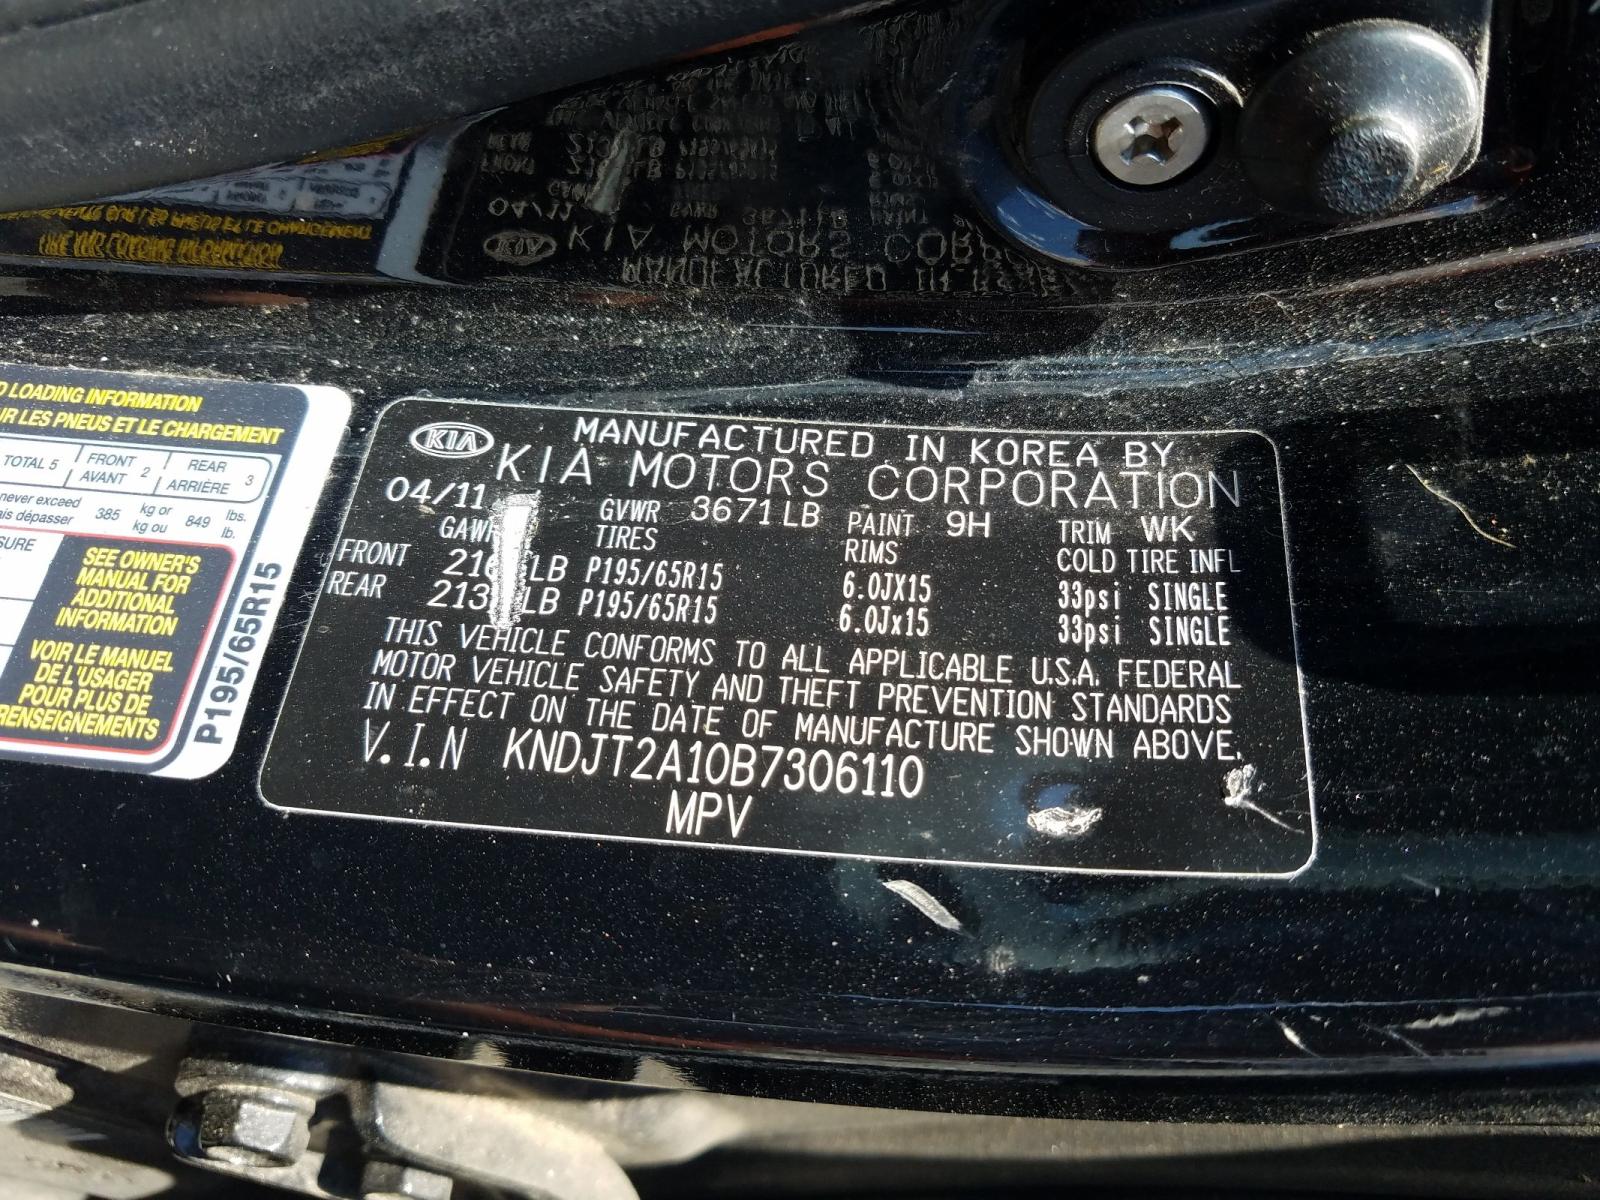 D LOADING INFORMATION
UR LES PNEUS ET LE CHARGEMENT
TOTAL 5 FRONT AVANT 2 REAR ARRIÈRE 3
never exceed 385 kg or 849 lbs.
ais dépasser kg ou lb.
SURE
SEE OWNER'S
MANUAL FOR
ADDITIONAL
INFORMATION
VOIR LE MANUEL
DE L'USAGER
POUR PLUS DE
RENSEIGNEMENTS
P195/65R15
KIA MANUFACTURED IN KOREA BY
KIA MOTORS CORPORATION
04/11 GVWR 3671LB PAINT 9H TRIM WK
GAWR TIRES RIMS COLD TIRE INFL
FRONT LB P195/65R15 6.0JX15 33psi SINGLE
REAR LB P195/65R15 6.0Jx15 33psi SINGLE
THIS VEHICLE CONFORMS TO ALL APPLICABLE U.S.A. FEDERAL
MOTOR VEHICLE SAFETY AND THEFT PREVENTION STANDARDS
IN EFFECT ON THE DATE OF MANUFACTURE SHOWN ABOVE.
V.I.N KNDJT2A10B7306110
MPV